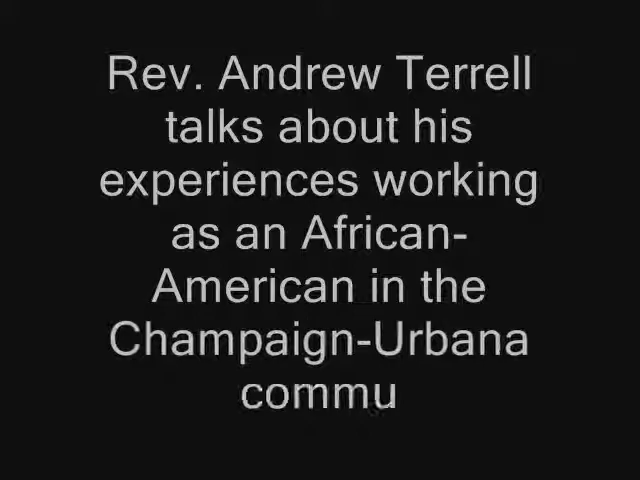 Rev. Andrew Terrell
talks about his
experiences working
as an African-
American in the
Champaign-Urbana
commu